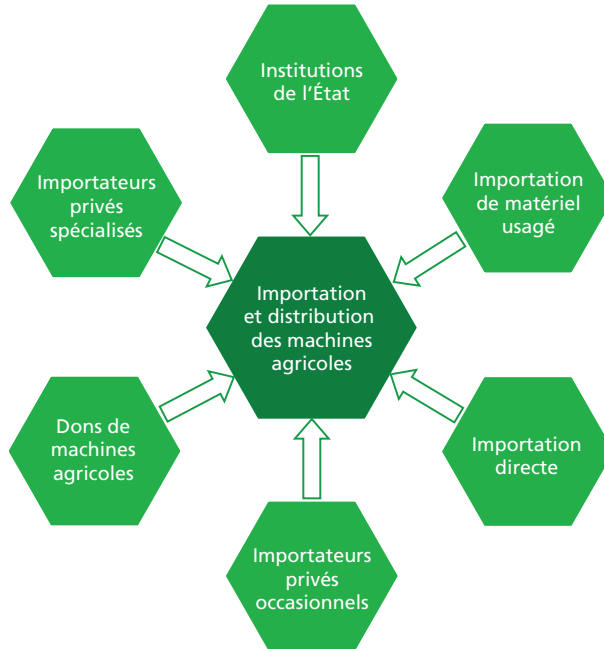 Institutions
de l'État
Importateurs
privés
spécialisés
Importation
de matériel
usagé
Importation
et distribution
des machines
agricoles
Dons de
machines
agricoles
Importation
directe
Importateurs
privés
occasionnels